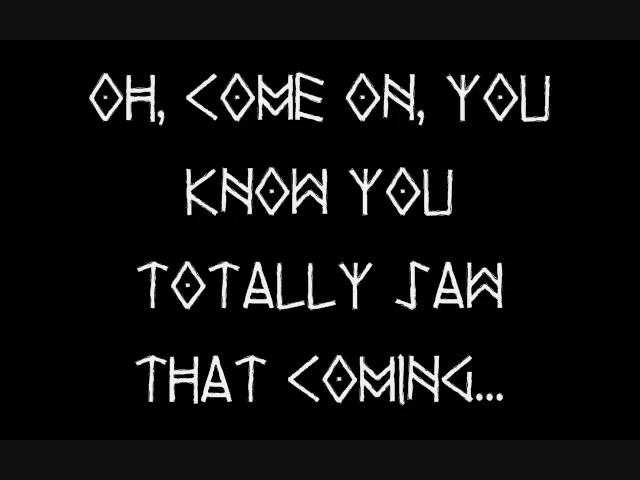 OH, COME ON, YOU
KNOW YOU
TOTALLY SAW
THAT COMING...